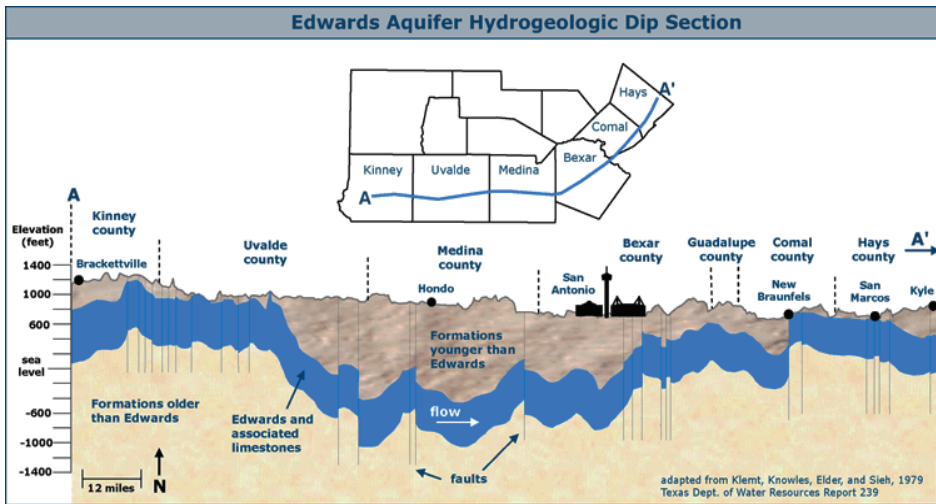 Edwards Aquifer Hydrogeologic Dip Section
Hays
A'
Comal
Bexar
Kinney
Uvalde
Medina
A
A
Elevation
(feet)
Kinney
county
Uvalde
county
Medina
county
Bexar
county
Guadalupe
county
Comal
county
Hays
county
A'
1400
1000
600
sea
level
-600
-1000
-1400
Brackettville
Hondo
San
Antonio
New
Braunfels
San
Marcos
Kyle
Formations
younger than
Edwards
Formations older
than Edwards
Edwards and
associated
limestones
flow
faults
12 miles
N
adapted from Klemt, Knowles, Elder, and Sieh, 1979
Texas Dept. of Water Resources Report 239